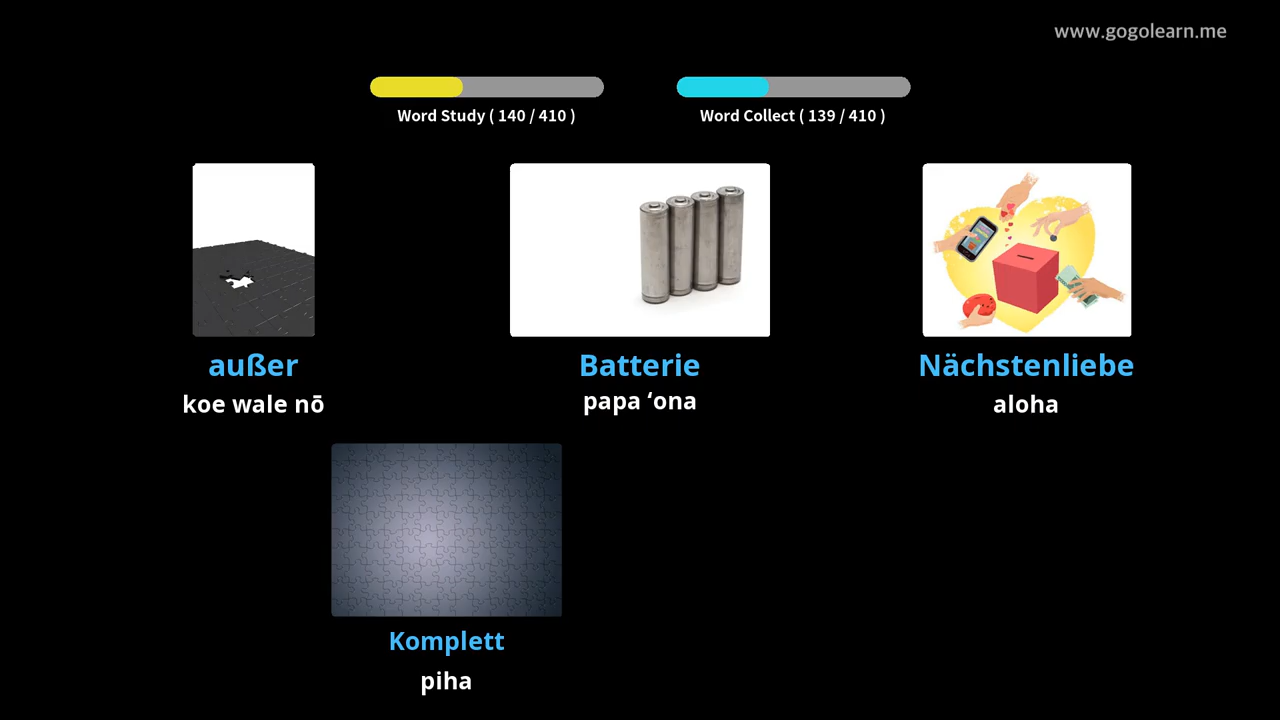 www.gogolearn.me
Word Study ( 140 / 410 )
Word Collect ( 139 / 410 )
außer
Batterie
Nächstenliebe
koe wale nō
papa ʻona
aloha
Komplett
piha